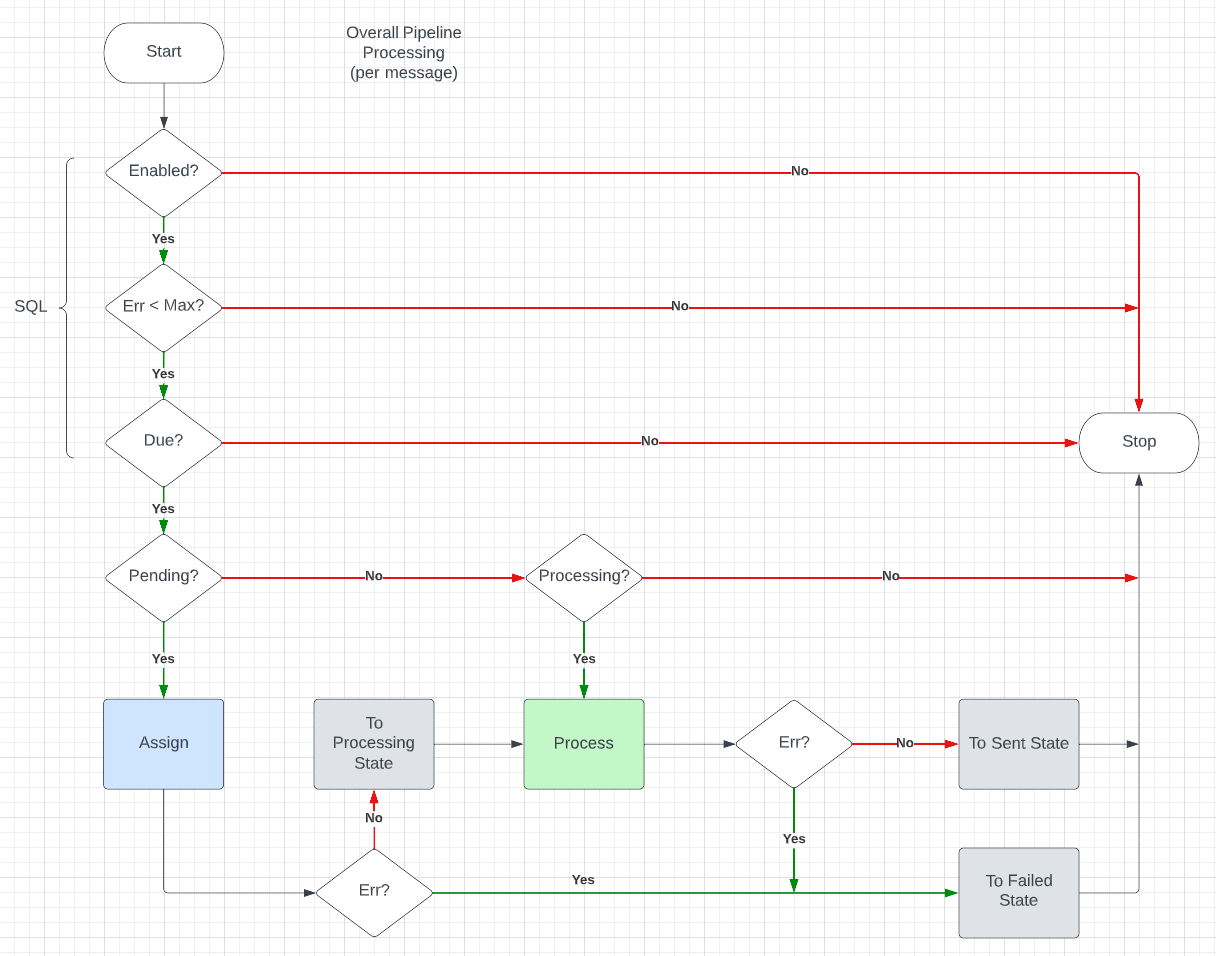 Start
Overall Pipeline
Processing
(per message)
Enabled?
No
Yes
SQL
Err < Max?
No
Yes
Due?
No
Stop
Yes
Pending?
No
Processing?
No
Yes
Yes
Assign
To
Processing
State
Process
Err?
No
To Sent State
No
Yes
Err?
Yes
To Failed
State